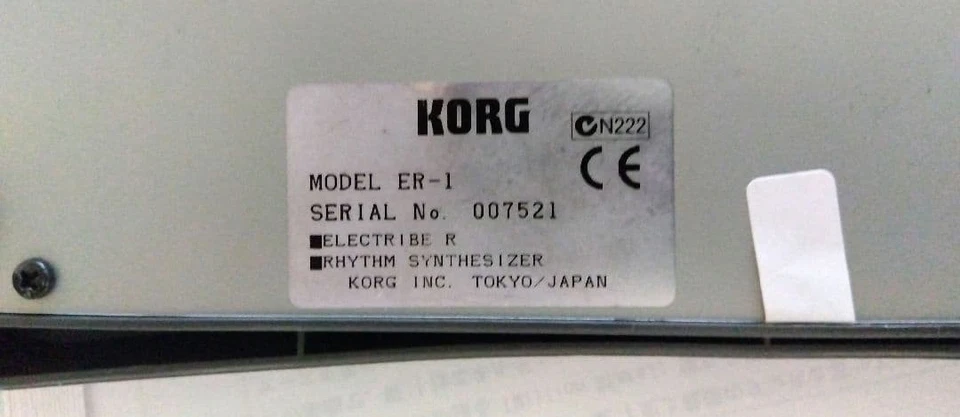 KORG
N222
CE
MODEL ER-1
SERIAL No. 007521
■ELECTRIBE R
■RHYTHM SYNTHESIZER
KORG INC. TOKYO/JAPAN